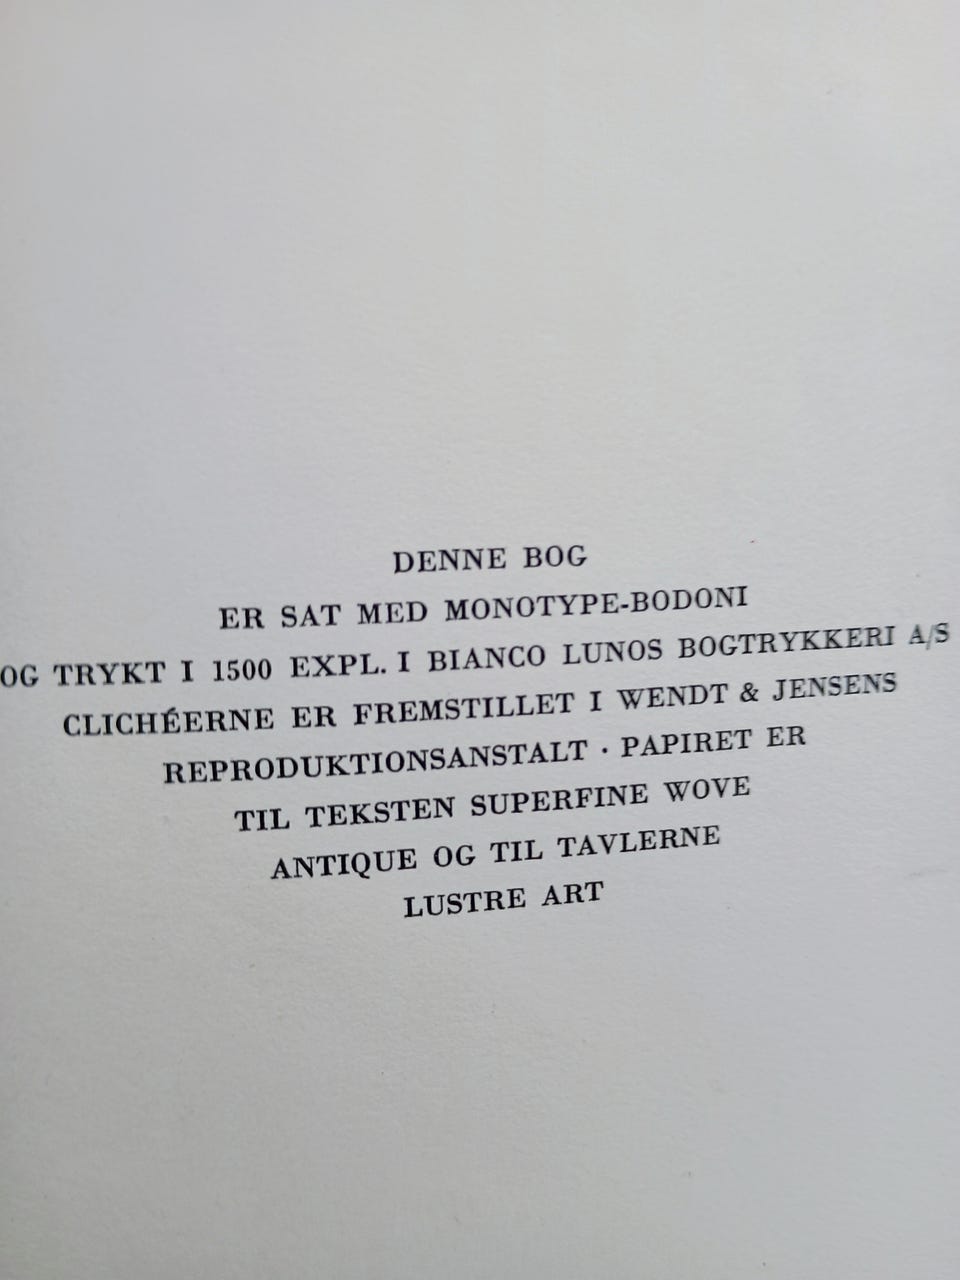 DENNE BOG
ER SAT MED MONOTYPE-BODONI
OG TRYKT I 1500 EXPL. I BIANCO LUNOS BOGTRYKKERI A/S
CLICHÉERNE ER FREMSTILLET I WENDT & JENSENS
REPRODUKTIONSANSTALT · PAPIRET ER
TIL TEKSTEN SUPERFINE WOVE
ANTIQUE OG TIL TAVLERNE
LUSTRE ART